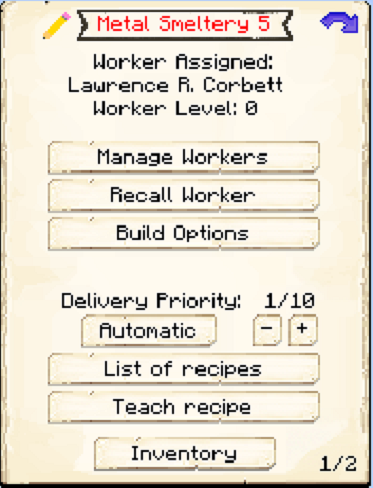 Metal Smeltery 5
Worker Assigned:
Lawrence R. Corbett
Worker Level: 0
Manage Workers
Recall Worker
Build Options
Delivery Priority: 1/10
Automatic - +
List of recipes
Teach recipe
Inventory
1/2